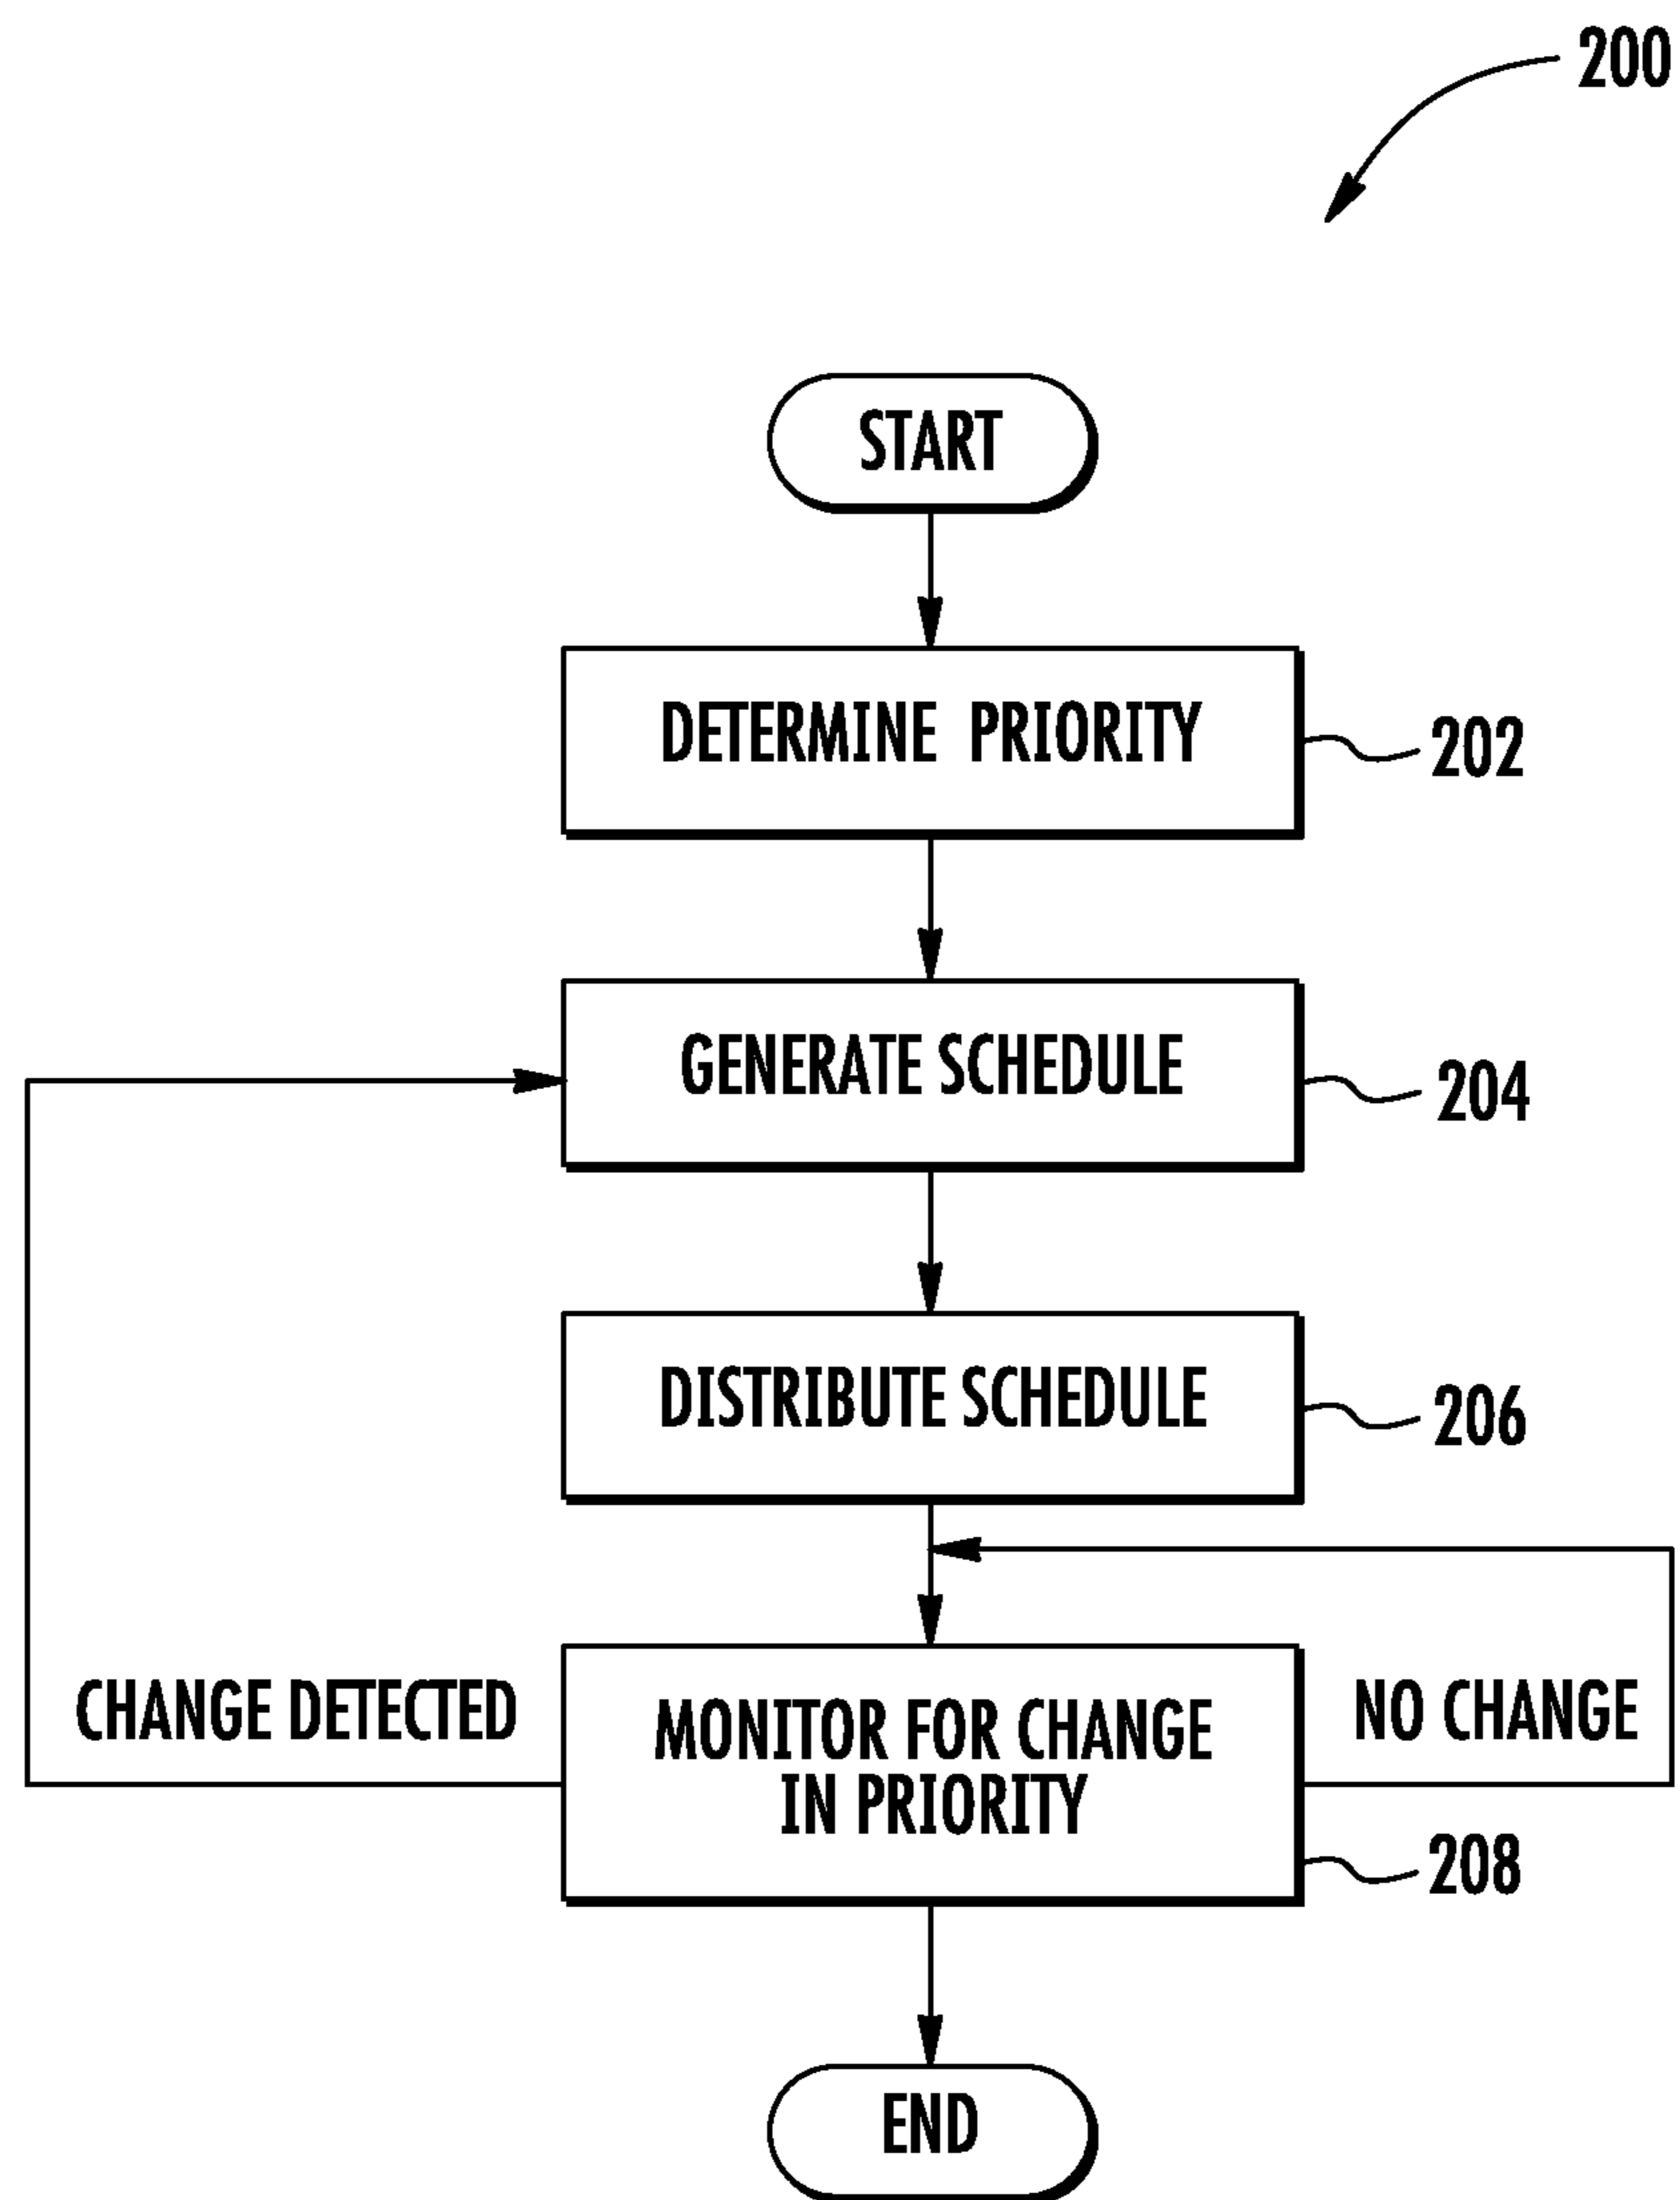 200
START
DETERMINE PRIORITY
202
GENERATE SCHEDULE
204
DISTRIBUTE SCHEDULE
206
CHANGE DETECTED
MONITOR FOR CHANGE
IN PRIORITY
NO CHANGE
208
END